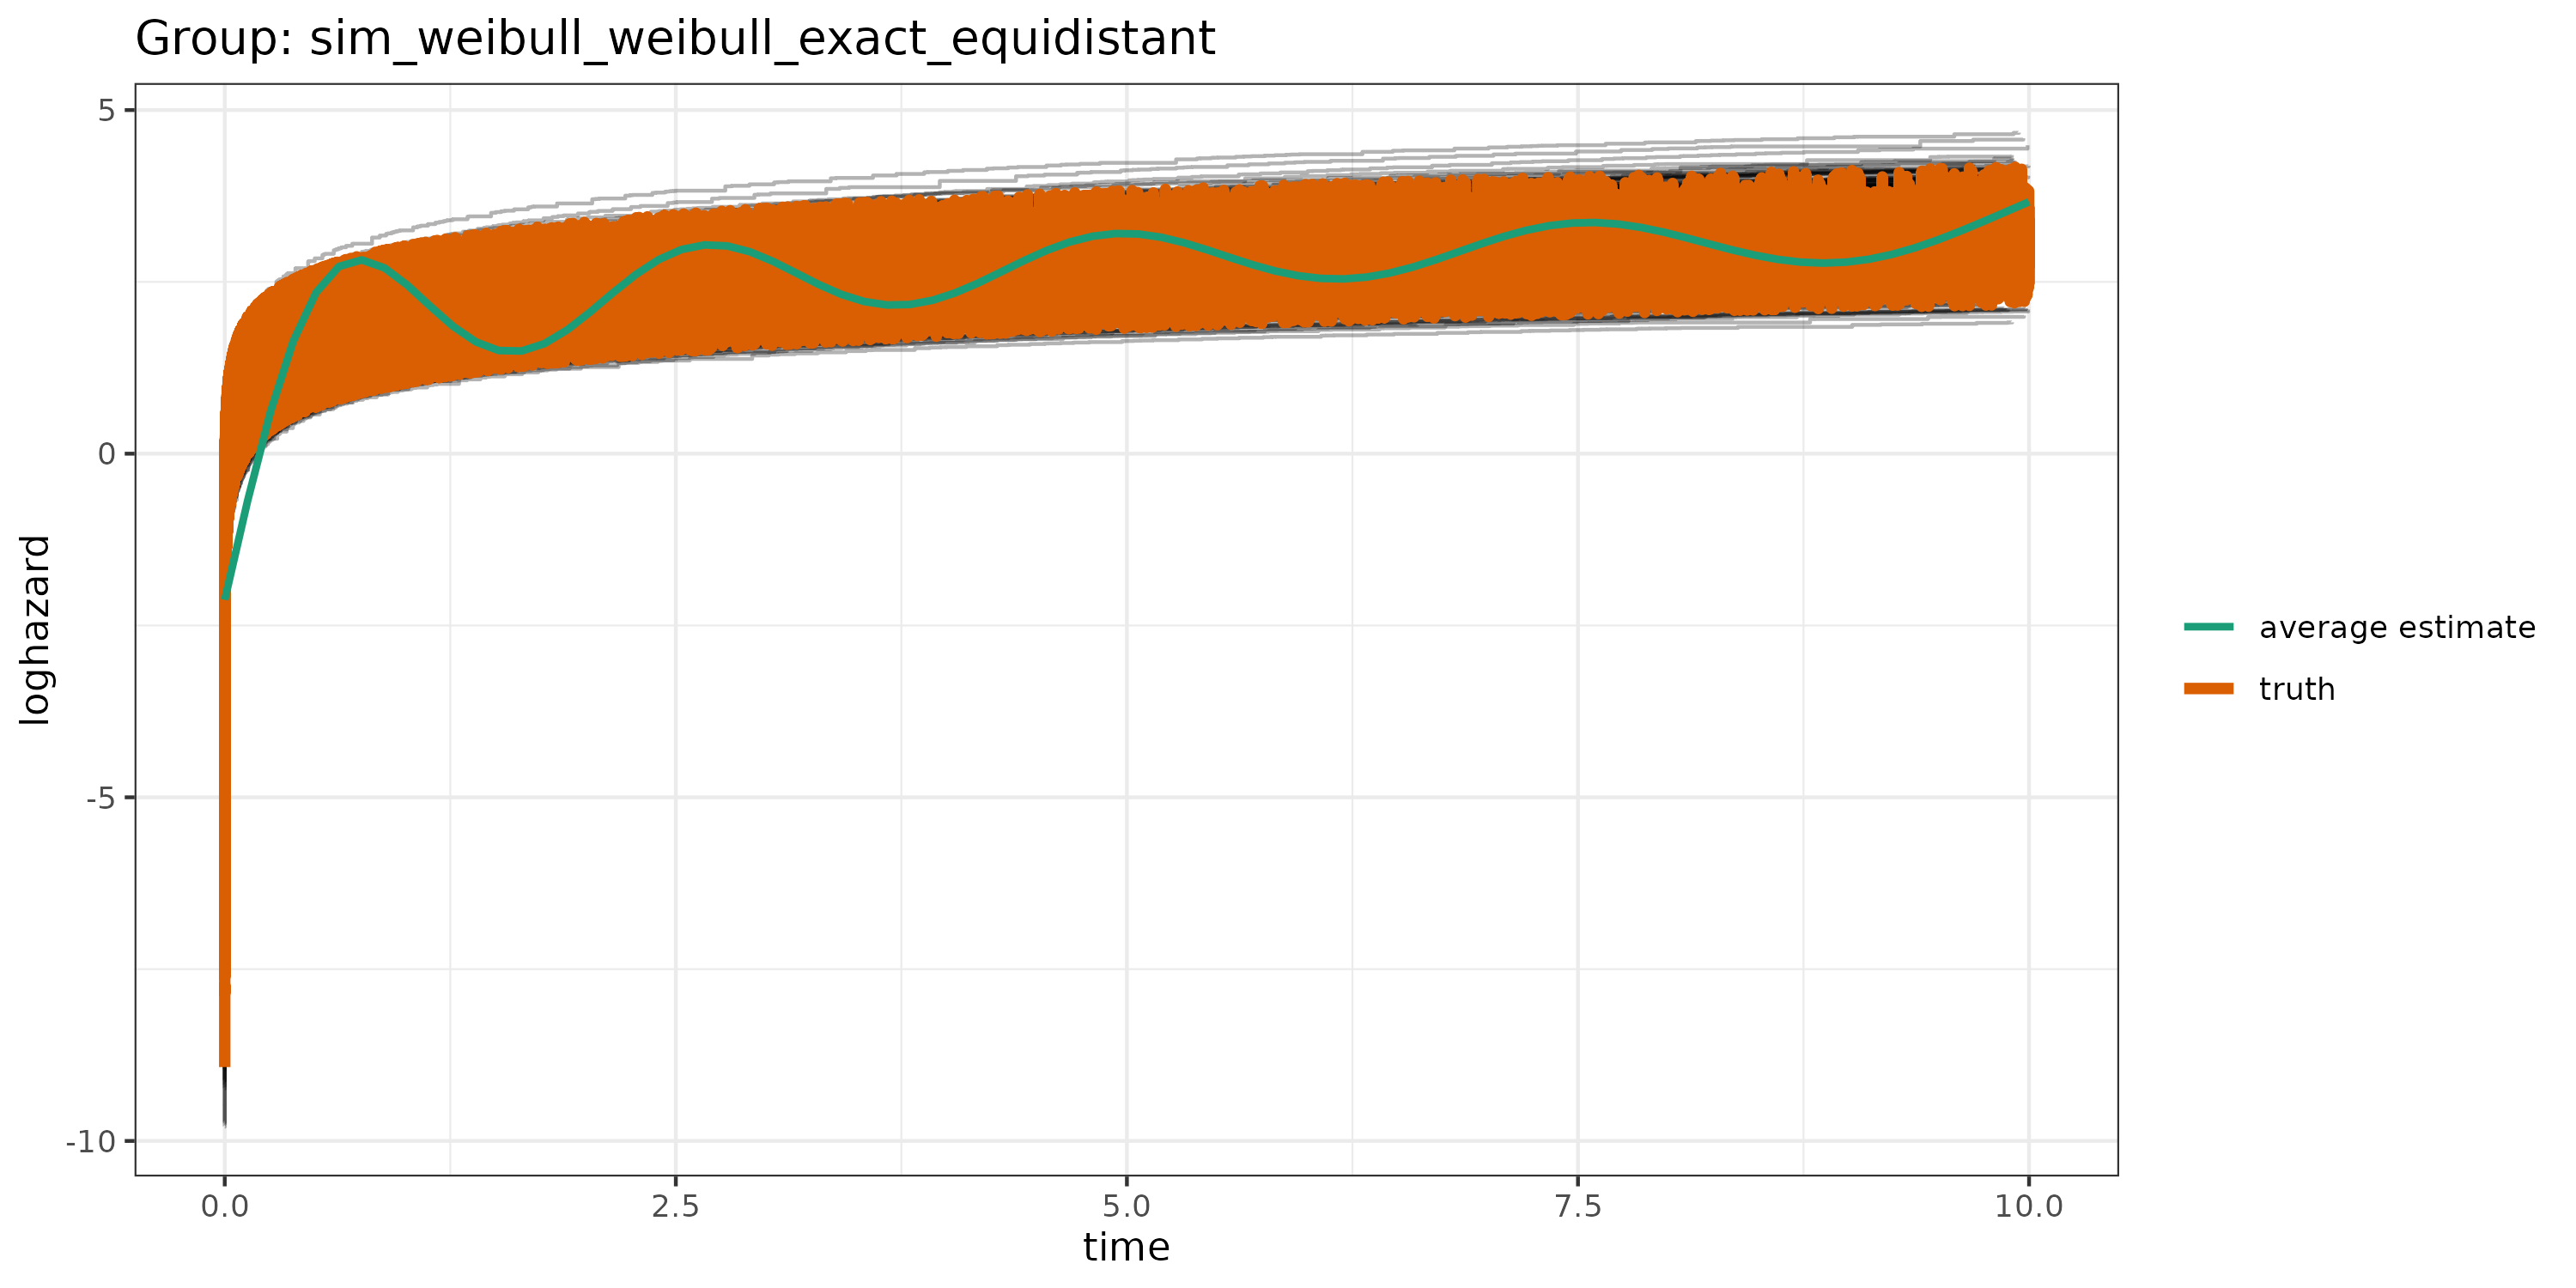 Group: sim_weibull_weibull_exact_equidistant
5
0
-5
-10
loghazard
0.0 2.5 5.0 7.5 10.0
time
average estimate
truth